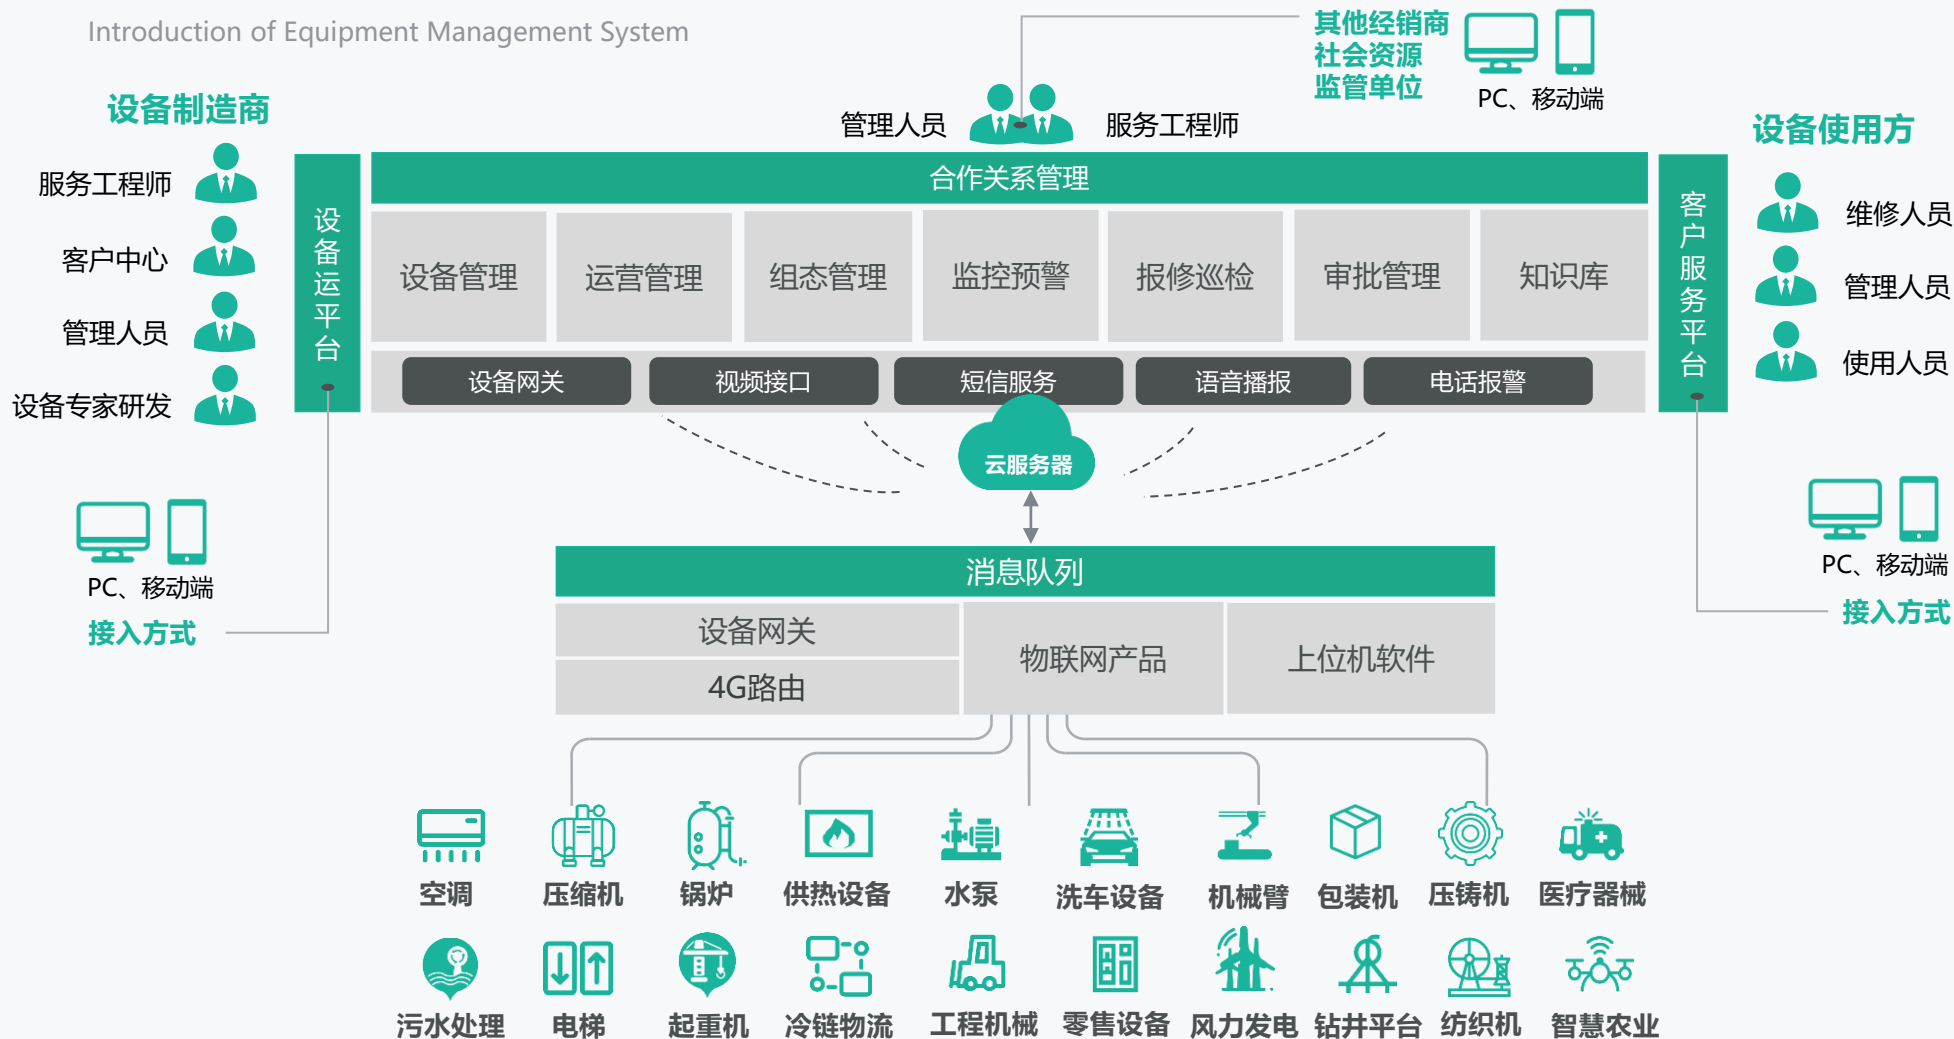 Introduction of Equipment Management System
其他经销商
社会资源
监管单位
PC、移动端
设备制造商
管理人员
服务工程师
设备使用方
服务工程师
客户中心
管理人员
设备专家研发
设备运平台
合作关系管理
设备管理
运营管理
组态管理
监控预警
报修巡检
审批管理
知识库
设备网关
视频接口
短信服务
语音播报
电话报警
客户服务平台
维修人员
管理人员
使用人员
云服务器
PC、移动端
接入方式
PC、移动端
接入方式
消息队列
设备网关
4G路由
物联网产品
上位机软件
空调
压缩机
锅炉
供热设备
水泵
洗车设备
机械臂
包装机
压铸机
医疗器械
污水处理
电梯
起重机
冷链物流
工程机械
零售设备
风力发电
钻井平台
纺织机
智慧农业